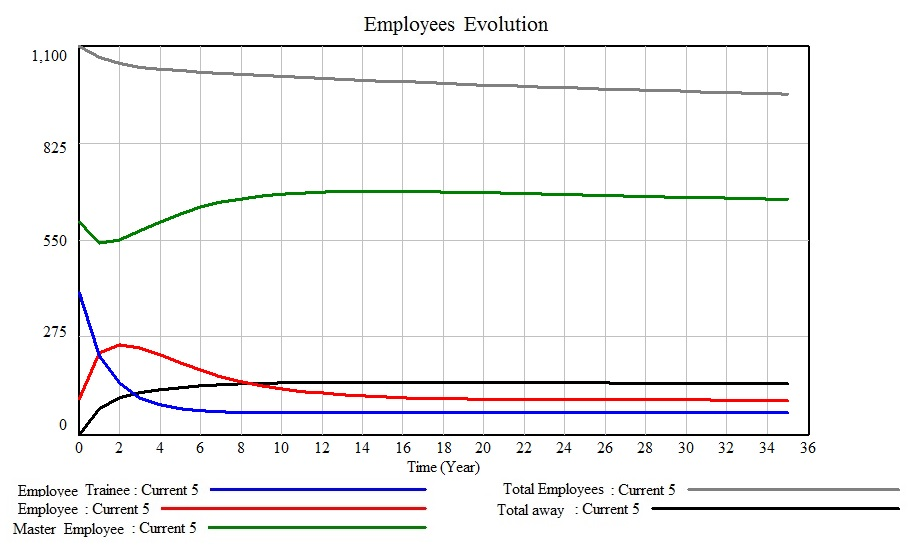 Employees Evolution
1,100
825
550
275
0
0 2 4 6 8 10 12 14 16 18 20 22 24 26 28 30 32 34 36
Time (Year)
Employee Trainee : Current 5
Employee : Current 5
Master Employee : Current 5
Total Employees : Current 5
Total away : Current 5